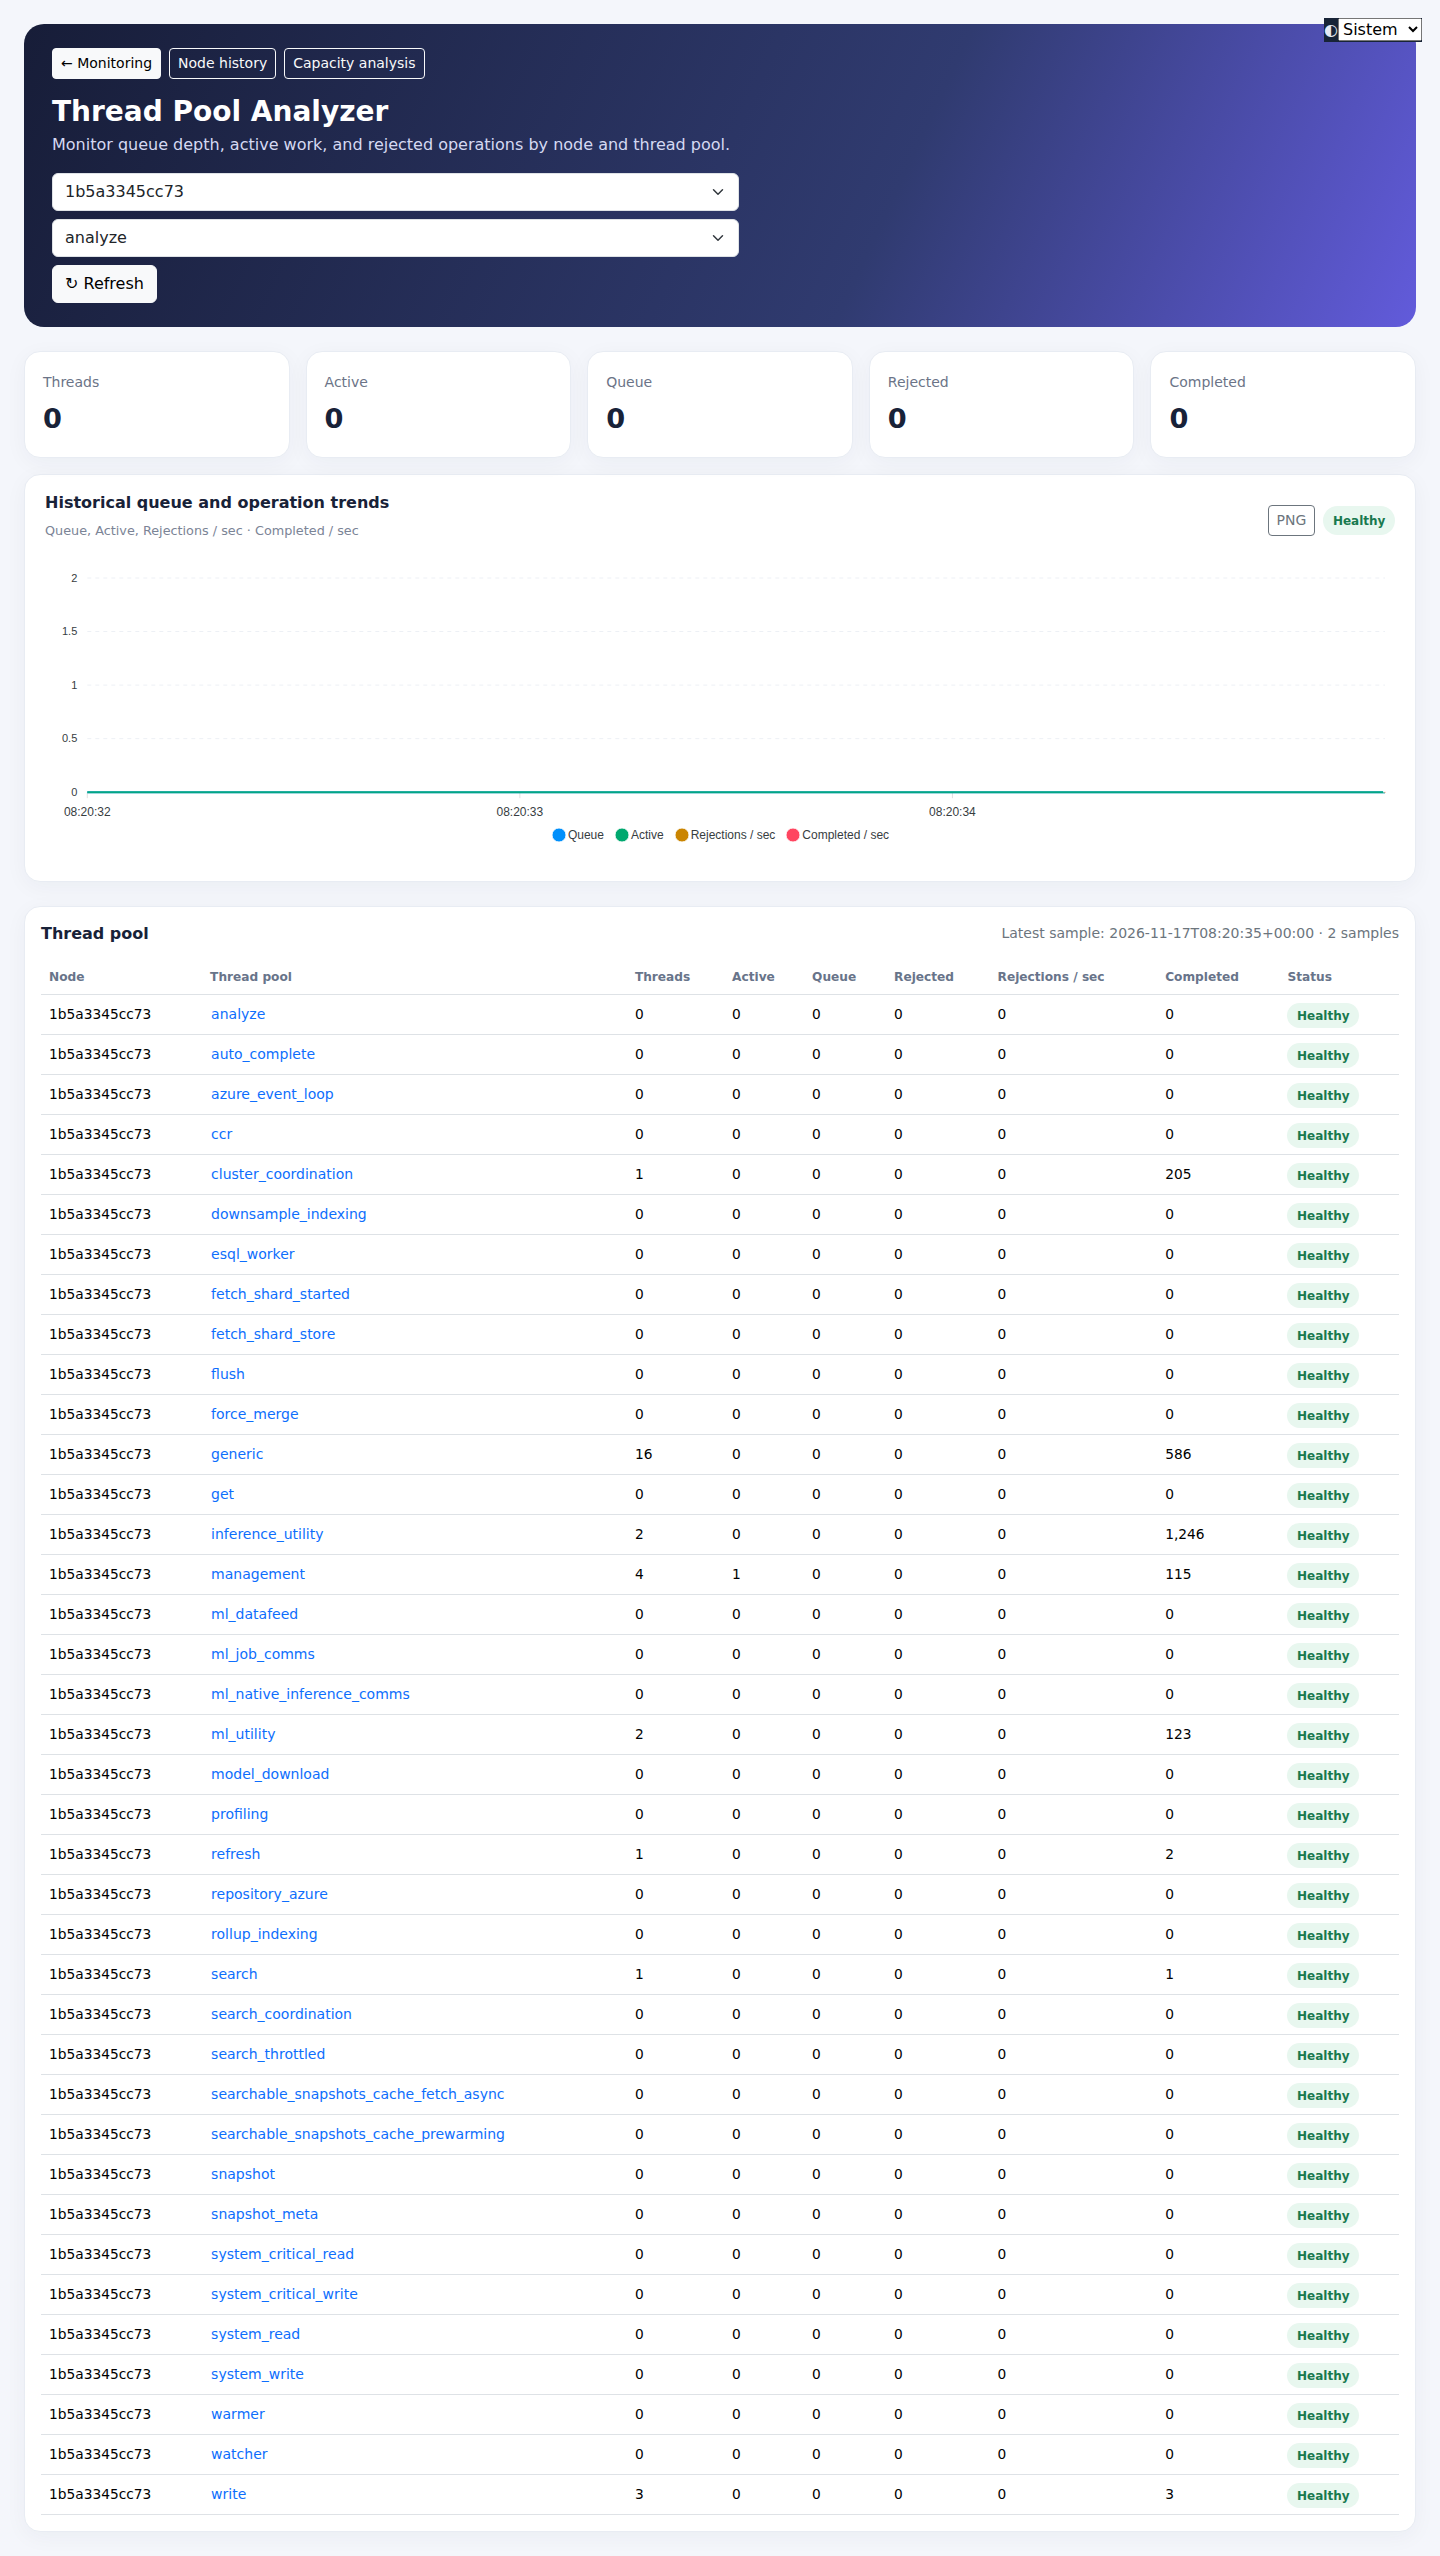 ◐ Sistem
← Monitoring Node history Capacity analysis
Thread Pool Analyzer
Monitor queue depth, active work, and rejected operations by node and thread pool.
1b5a3345cc73
analyze
↻ Refresh
Threads Active Queue Rejected Completed
0 0 0 0 0
Historical queue and operation trends
Queue, Active, Rejections / sec · Completed / sec
PNG Healthy
2
1.5
1
0.5
0
08:20:32 08:20:33 08:20:34
Queue Active Rejections / sec Completed / sec
Thread pool Latest sample: 2026-11-17T08:20:35+00:00 · 2 samples
Node Thread pool Threads Active Queue Rejected Rejections / sec Completed Status
1b5a3345cc73 analyze 0 0 0 0 0 0 Healthy
1b5a3345cc73 auto_complete 0 0 0 0 0 0 Healthy
1b5a3345cc73 azure_event_loop 0 0 0 0 0 0 Healthy
1b5a3345cc73 ccr 0 0 0 0 0 0 Healthy
1b5a3345cc73 cluster_coordination 1 0 0 0 0 205 Healthy
1b5a3345cc73 downsample_indexing 0 0 0 0 0 0 Healthy
1b5a3345cc73 esql_worker 0 0 0 0 0 0 Healthy
1b5a3345cc73 fetch_shard_started 0 0 0 0 0 0 Healthy
1b5a3345cc73 fetch_shard_store 0 0 0 0 0 0 Healthy
1b5a3345cc73 flush 0 0 0 0 0 0 Healthy
1b5a3345cc73 force_merge 0 0 0 0 0 0 Healthy
1b5a3345cc73 generic 16 0 0 0 0 586 Healthy
1b5a3345cc73 get 0 0 0 0 0 0 Healthy
1b5a3345cc73 inference_utility 2 0 0 0 0 1,246 Healthy
1b5a3345cc73 management 4 1 0 0 0 115 Healthy
1b5a3345cc73 ml_datafeed 0 0 0 0 0 0 Healthy
1b5a3345cc73 ml_job_comms 0 0 0 0 0 0 Healthy
1b5a3345cc73 ml_native_inference_comms 0 0 0 0 0 0 Healthy
1b5a3345cc73 ml_utility 2 0 0 0 0 123 Healthy
1b5a3345cc73 model_download 0 0 0 0 0 0 Healthy
1b5a3345cc73 profiling 0 0 0 0 0 0 Healthy
1b5a3345cc73 refresh 1 0 0 0 0 2 Healthy
1b5a3345cc73 repository_azure 0 0 0 0 0 0 Healthy
1b5a3345cc73 rollup_indexing 0 0 0 0 0 0 Healthy
1b5a3345cc73 search 1 0 0 0 0 1 Healthy
1b5a3345cc73 search_coordination 0 0 0 0 0 0 Healthy
1b5a3345cc73 search_throttled 0 0 0 0 0 0 Healthy
1b5a3345cc73 searchable_snapshots_cache_fetch_async 0 0 0 0 0 0 Healthy
1b5a3345cc73 searchable_snapshots_cache_prewarming 0 0 0 0 0 0 Healthy
1b5a3345cc73 snapshot 0 0 0 0 0 0 Healthy
1b5a3345cc73 snapshot_meta 0 0 0 0 0 0 Healthy
1b5a3345cc73 system_critical_read 0 0 0 0 0 0 Healthy
1b5a3345cc73 system_critical_write 0 0 0 0 0 0 Healthy
1b5a3345cc73 system_read 0 0 0 0 0 0 Healthy
1b5a3345cc73 system_write 0 0 0 0 0 0 Healthy
1b5a3345cc73 warmer 0 0 0 0 0 0 Healthy
1b5a3345cc73 watcher 0 0 0 0 0 0 Healthy
1b5a3345cc73 write 3 0 0 0 0 3 Healthy